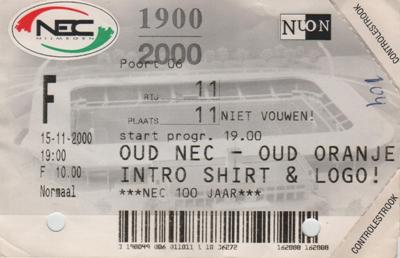 NEC
NIJMEGEN
1900
2000
NUON
CONTROLESTROOK
Poort 06
F
RIJ 11
PLAATS 11 NIET VOUWEN!
104
15-11-2000 start progr. 19.00
19:00 OUD NEC - OUD ORANJE
F 10.00 INTRO SHIRT & LOGO!
Normaal ***NEC 100 JAAR***
CONTROLESTROOK